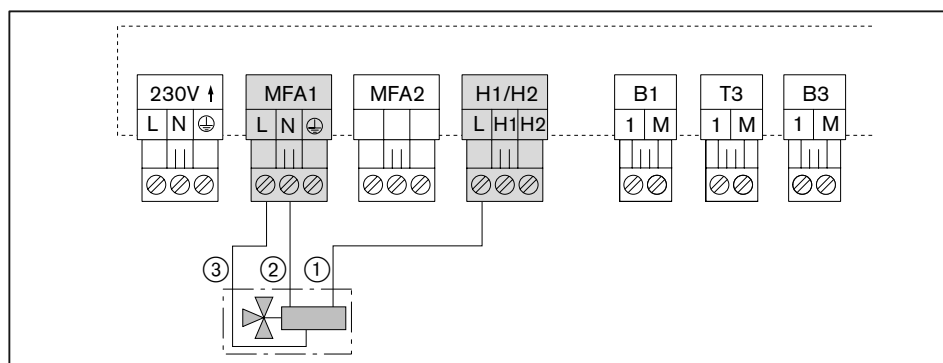 230V MFA1 MFA2 H1/H2 B1 T3 B3
L N L N L H1 H2 1 M 1 M 1 M
3 2 1